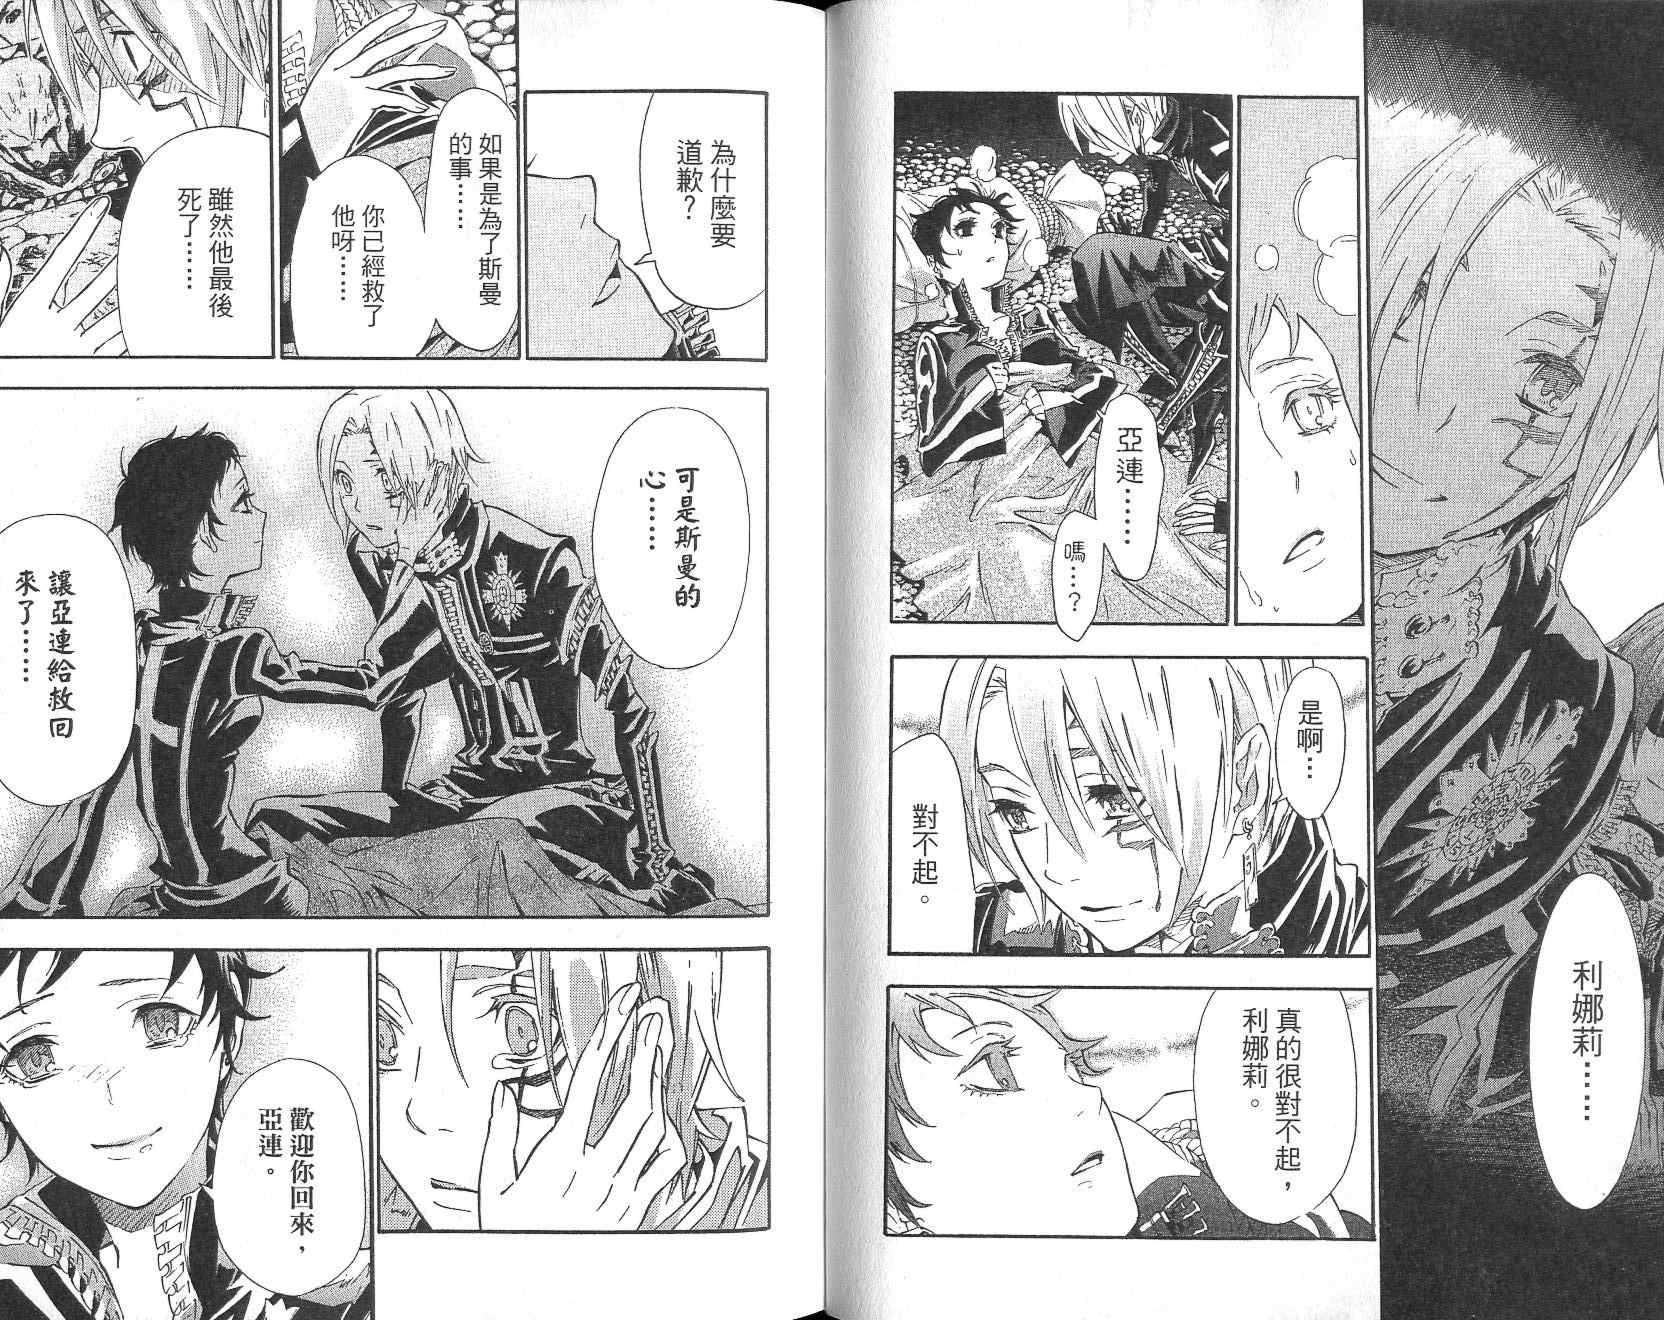 利娜莉……
亞連……
嗎…？
是啊…
對不起。
真的很對不起，
利娜莉。
為什麼要
道歉？
如果是為了斯曼
的事……
你已經救了
他呀……
雖然他最後
死了……
可是斯曼的
心……
讓亞連給救回
來了……
歡迎你回來，
亞連。